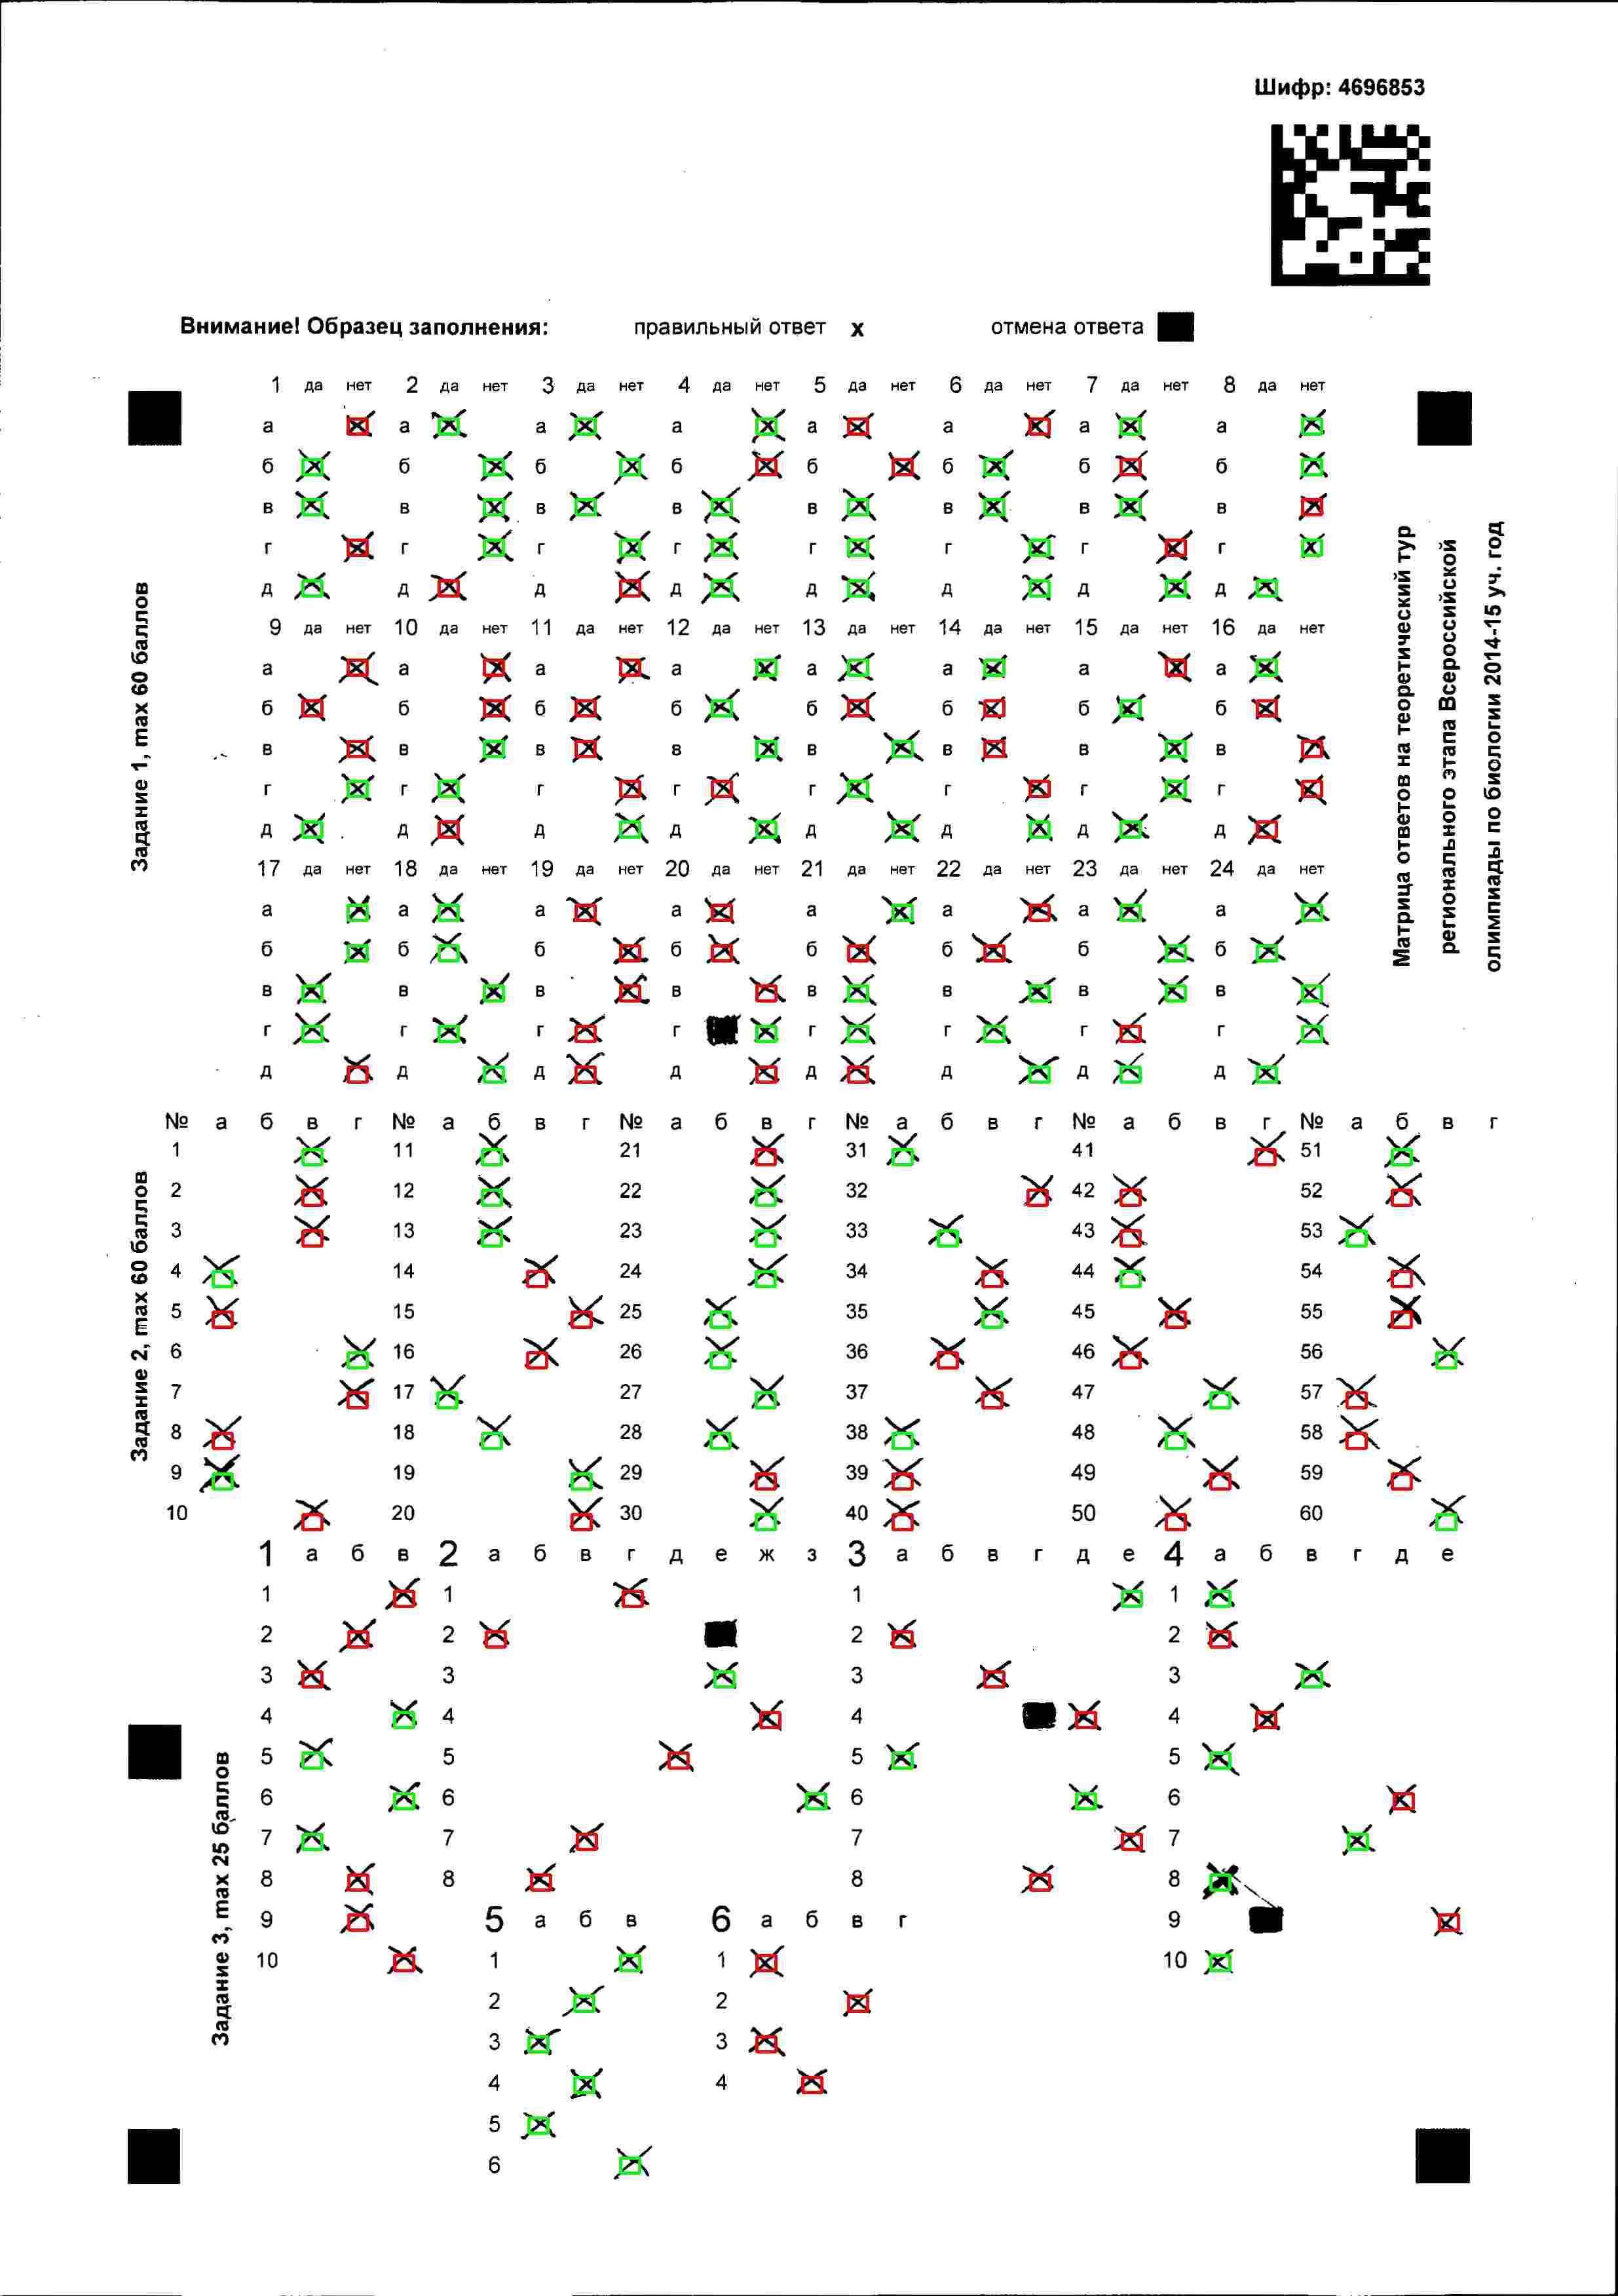 Шифр: 4696853
Внимание! Образец заполнения: правильный ответ x отмена ответа
1 да нет 2 да нет 3 да нет 4 да нет 5 да нет 6 да нет 7 да нет 8 да нет
а а а а а а а а
б б б б б б б б
в в в в в в в в
г г г г г г г г
д д д д д д д д
9 да нет 10 да нет 11 да нет 12 да нет 13 да нет 14 да нет 15 да нет 16 да нет
а а а а а а а а
б б б б б б б б
в в в в в в в в
г г г г г г г г
д д д д д д д д
17 да нет 18 да нет 19 да нет 20 да нет 21 да нет 22 да нет 23 да нет 24 да нет
а а а а а а а а
б б б б б б б б
в в в в в в в в
г г г г г г г г
д д д д д д д д
Задание 1, max 60 баллов
Матрица ответов на теоретический тур
регионального этапа Всероссийской
олимпиады по биологии 2014-15 уч. год
№ а б в г № а б в г № а б в г № а б в г № а б в г № а б в г
1 11 21 31 41 51
2 12 22 32 42 52
3 13 23 33 43 53
4 14 24 34 44 54
5 15 25 35 45 55
6 16 26 36 46 56
7 17 27 37 47 57
8 18 28 38 48 58
9 19 29 39 49 59
10 20 30 40 50 60
Задание 2, max 60 баллов
1 а б в 2 а б в г д е ж з 3 а б в г д е 4 а б в г д е
1 1 1 1
2 2 2 2
3 3 3 3
4 4 4 4
5 5 5 5
6 6 6 6
7 7 7 7
8 8 8 8
9 5 а б в 6 а б в г 9
10 1 1 10
2 2
3 3
4 4
5
6
Задание 3, max 25 баллов